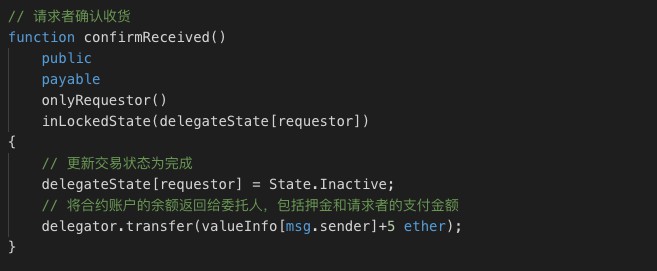 // 请求者确认收货
function confirmReceived()
    public
    payable
    onlyRequestor()
    inLockedState(delegateState[requestor])
{
    // 更新交易状态为完成
    delegateState[requestor] = State.Inactive;
    // 将合约账户的余额返回给委托人，包括押金和请求者的支付金额
    delegator.transfer(valueInfo[msg.sender]+5 ether);
}